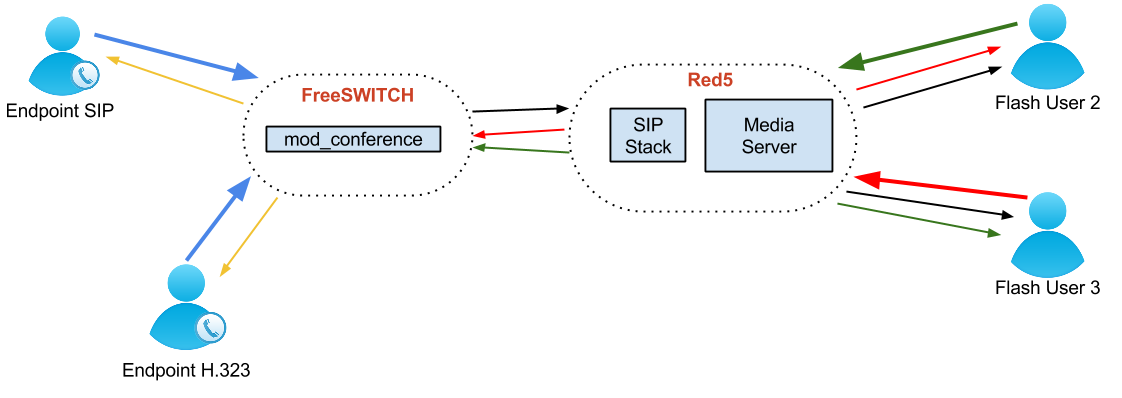 Endpoint SIP
FreeSWITCH
mod_conference
Red5
SIP
Stack
Media
Server
Flash User 2
Flash User 3
Endpoint H.323